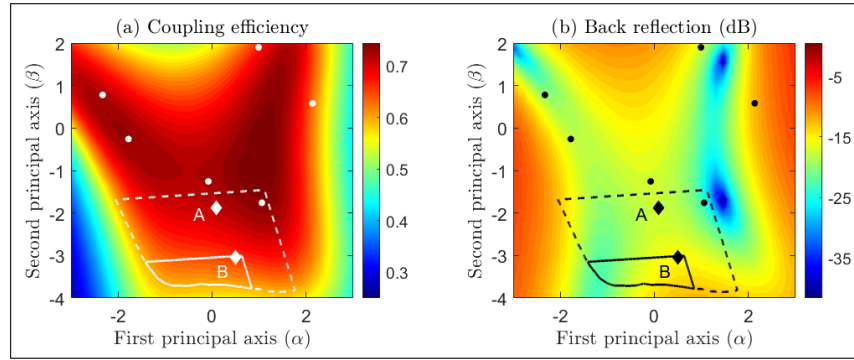 (a) Coupling efficiency
(b) Back reflection (dB)
Second principal axis (β)
2
1
0
-1
-2
-3
-4
-2
0
2
First principal axis (α)
A
B
0.7
0.6
0.5
0.4
0.3
Second principal axis (β)
2
1
0
-1
-2
-3
-4
-2
0
2
First principal axis (α)
A
B
-5
-15
-25
-35